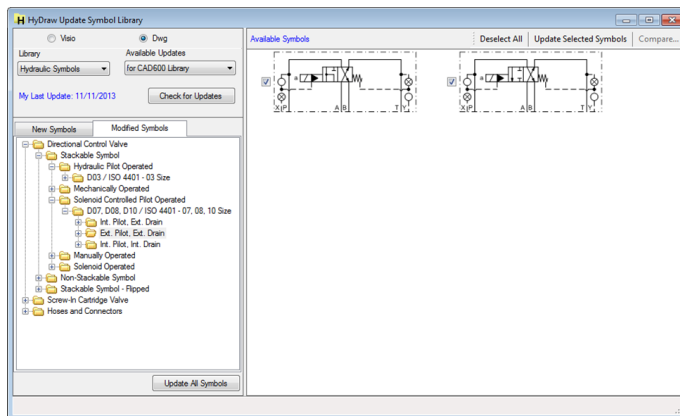 HyDraw Update Symbol Library
Visio
Dwg
Library
Available Updates
Hydraulic Symbols
for CAD600 Library
My Last Update: 11/11/2013
Check for Updates
New Symbols
Modified Symbols
Directional Control Valve
Stackable Symbol
Hydraulic Pilot Operated
D03 / ISO 4401 - 03 Size
Mechanically Operated
Solenoid Controlled Pilot Operated
D07, D08, D10 / ISO 4401 - 07, 08, 10 Size
Int. Pilot, Ext. Drain
Ext. Pilot, Ext. Drain
Int. Pilot, Int. Drain
Manually Operated
Solenoid Operated
Non-Stackable Symbol
Stackable Symbol - Flipped
Screw-In Cartridge Valve
Hoses and Connectors
Update All Symbols
Available Symbols
Deselect All
Update Selected Symbols
Compare...
a
X P A B T Y
a
X P A B T Y